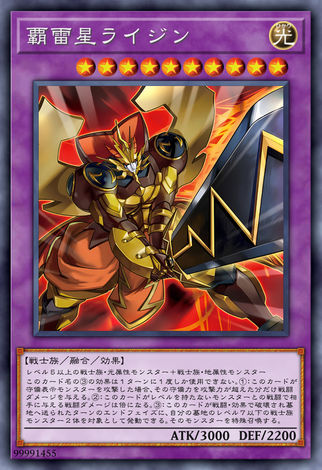 覇雷星ライジン
光
【戦士族／融合／効果】
レベル５以上の戦士族・光属性モンスター＋戦士族・地属性モンスター
このカード名の③の効果は１ターンに１度しか使用できない。①：このカードが
守備表示モンスターを攻撃した場合、その守備力を攻撃力が超えた分だけ戦闘
ダメージを与える。②：このカードがレベルを持たないモンスターとの戦闘で相
手に与える戦闘ダメージは倍になる。③：このカードが戦闘・効果で破壊され墓
地へ送られたターンのエンドフェイズに、自分の墓地のレベル７以下の戦士族
モンスター２体を対象として発動できる。そのモンスターを特殊召喚する。
ATK/3000 DEF/2200
99991455